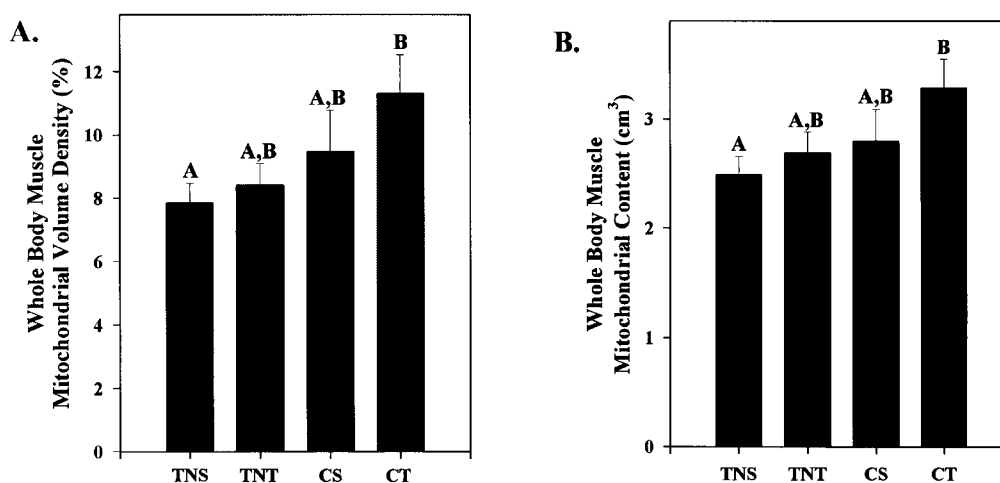 A.
Whole Body Muscle
Mitochondrial Volume Density (%)
12
10
8
6
4
2
0
A
A,B
A,B
B
TNS TNT CS CT
B.
Whole Body Muscle
Mitochondrial Content (cm³)
3
2
1
0
A
A,B
A,B
B
TNS TNT CS CT